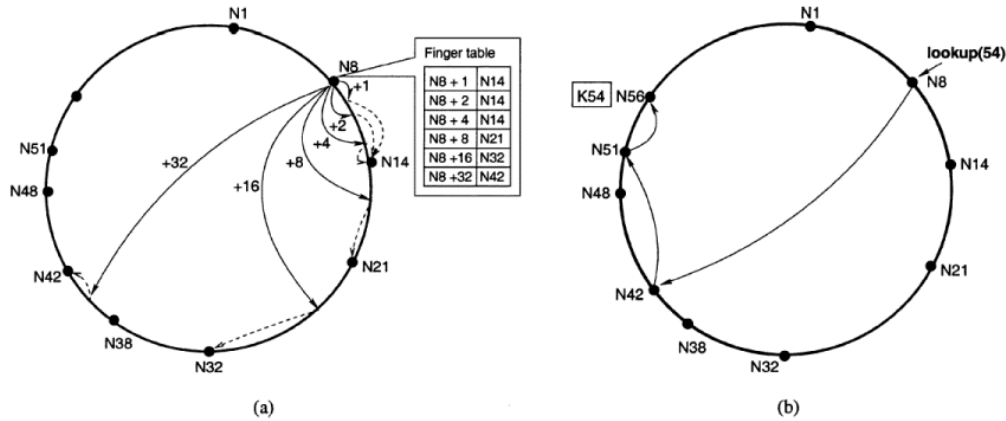 N1
N8
Finger table
N8 + 1 N14
N8 + 2 N14
N8 + 4 N14
N8 + 8 N21
N8 +16 N32
N8 +32 N42
+1
+2
+4
+8
+16
+32
N14
N21
N32
N38
N42
N48
N51
(a)
N1
lookup(54)
N8
K54 N56
N51
N48
N14
N42
N21
N38
N32
(b)